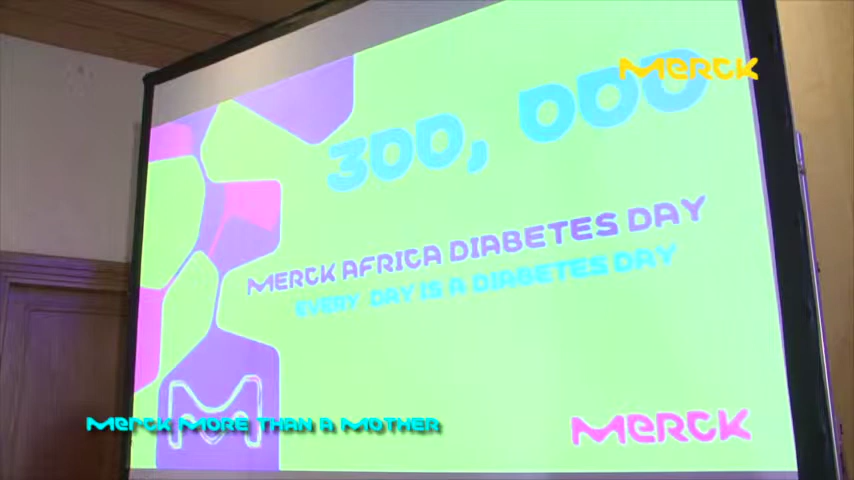 MERCK
300, 000
MERCK AFRICA DIABETES DAY
EVERY DAY IS A DIABETES DAY
MERCK MORE THAN A MOTHER
MERCK